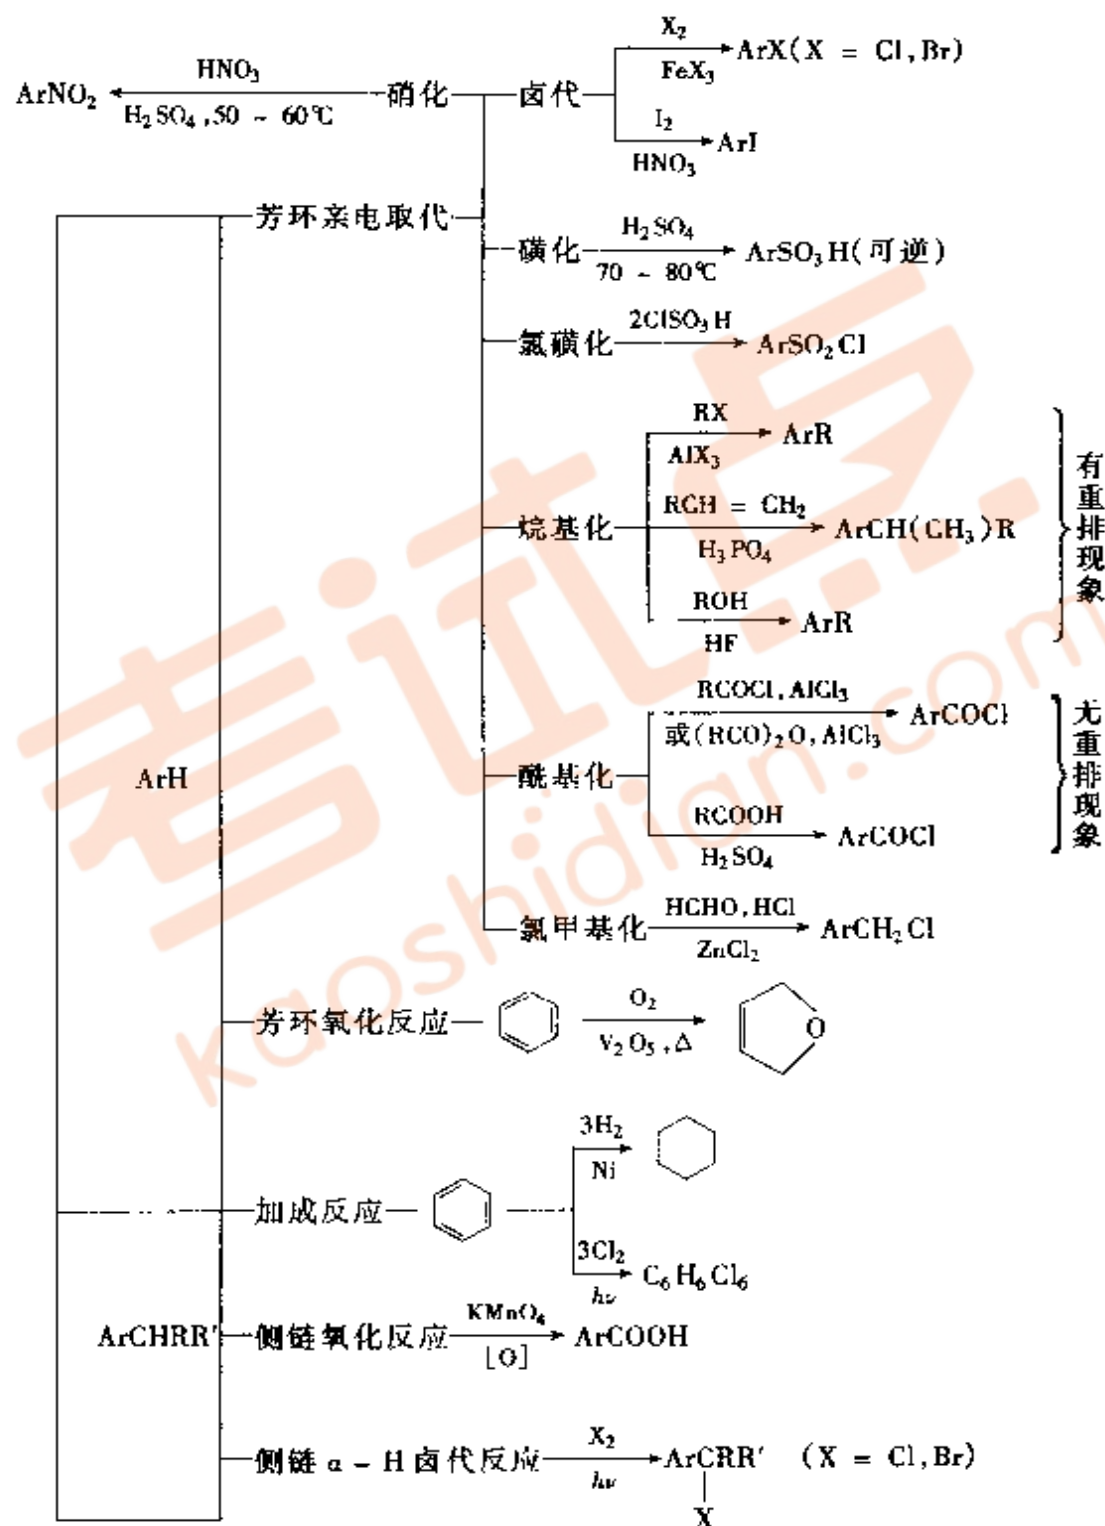 X₂
ArX(X = Cl,Br)
FeX₃
HNO₃
ArNO₂
H₂SO₄,50 ~ 60℃
硝化
卤代
I₂
ArI
HNO₃
芳环亲电取代
磺化
H₂SO₄
70 ~ 80℃
ArSO₃H(可逆)
氯磺化
2ClSO₃H
ArSO₂Cl
烷基化
RX
AlX₃
ArR
RCH = CH₂
H₃PO₄
ArCH(CH₃)R
ROH
HF
ArR
有重排现象
ArH
酰基化
RCOCl,AlCl₃
或(RCO)₂O,AlCl₃
ArCOCl
RCOOH
H₂SO₄
ArCOCl
无重排现象
氯甲基化
HCHO,HCl
ZnCl₂
ArCH₂Cl
芳环氧化反应
O₂
V₂O₅,Δ
O
加成反应
3H₂
Ni
3Cl₂
hν
C₆H₆Cl₆
ArCHRR′
侧链氧化反应
KMnO₄
[O]
ArCOOH
侧链 α - H 卤代反应
X₂
hν
ArCRR′ (X = Cl,Br)
X
考试点
kaoshidian.com